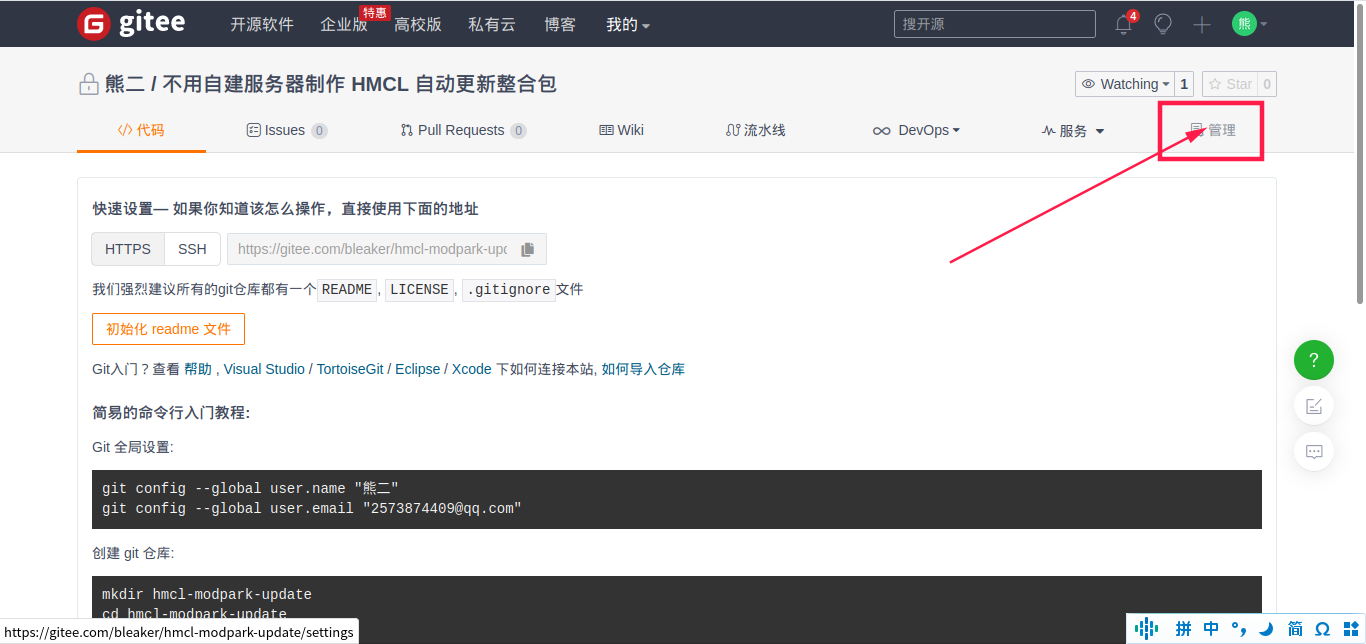 gitee 开源软件 企业版 特惠 高校版 私有云 博客 我的 搜开源 4 熊
熊二 / 不用自建服务器制作 HMCL 自动更新整合包 Watching 1 Star 0
代码 Issues 0 Pull Requests 0 Wiki 流水线 DevOps 服务 管理
快速设置— 如果你知道该怎么操作，直接使用下面的地址
HTTPS SSH https://gitee.com/bleaker/hmcl-modpark-upd
我们强烈建议所有的git仓库都有一个 README , LICENSE , .gitignore 文件
初始化 readme 文件
Git入门？查看 帮助 , Visual Studio / TortoiseGit / Eclipse / Xcode 下如何连接本站, 如何导入仓库
简易的命令行入门教程:
Git 全局设置:
git config --global user.name "熊二"
git config --global user.email "2573874409@qq.com"
创建 git 仓库:
mkdir hmcl-modpark-update
cd hmcl-modpark-update
https://gitee.com/bleaker/hmcl-modpark-update/settings
拼 中 °, 简 Ω
?